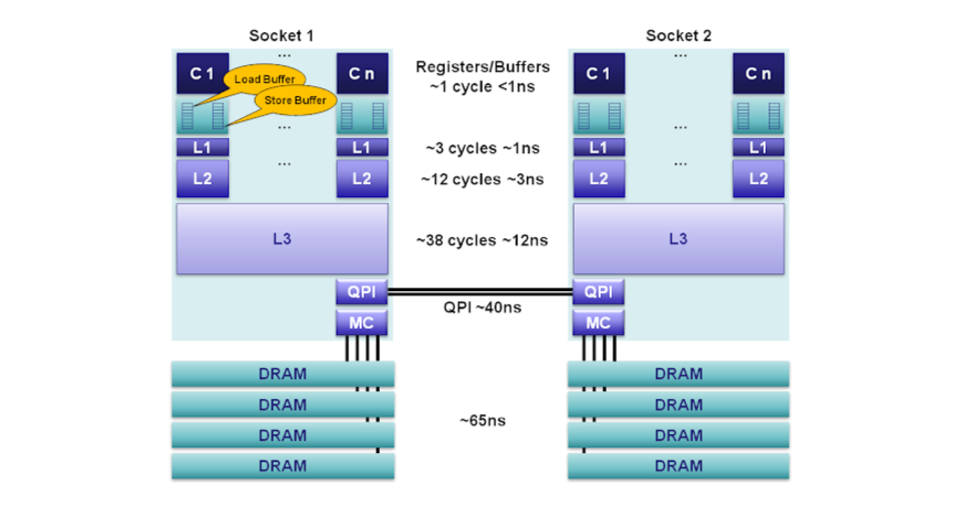 Socket 1
Socket 2
...
...
C 1
C n
Registers/Buffers
~1 cycle <1ns
C 1
C n
Load Buffer
Store Buffer
...
...
L1
L1
~3 cycles ~1ns
L1
L1
...
...
L2
L2
~12 cycles ~3ns
L2
L2
L3
~38 cycles ~12ns
L3
QPI
QPI
QPI ~40ns
MC
MC
DRAM
DRAM
DRAM
DRAM
~65ns
DRAM
DRAM
DRAM
DRAM